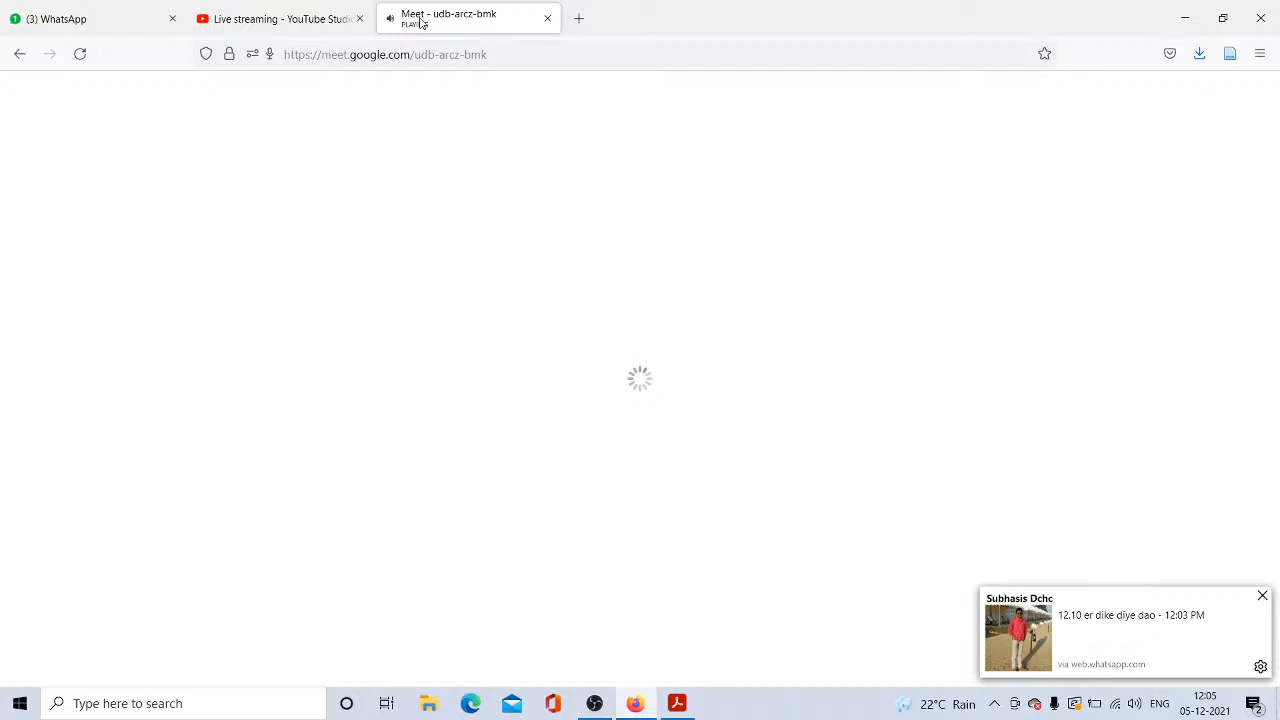 (3) WhatsApp
Live streaming - YouTube Studio
Meet - udb-arcz-bmk
https://meet.google.com/udb-arcz-bmk
Subhasis Dchc
12.10 er dike diye dao - 12:03 PM
via web.whatsapp.com
Type here to search
22°C Rain
ENG
12:05
05-12-2021
2